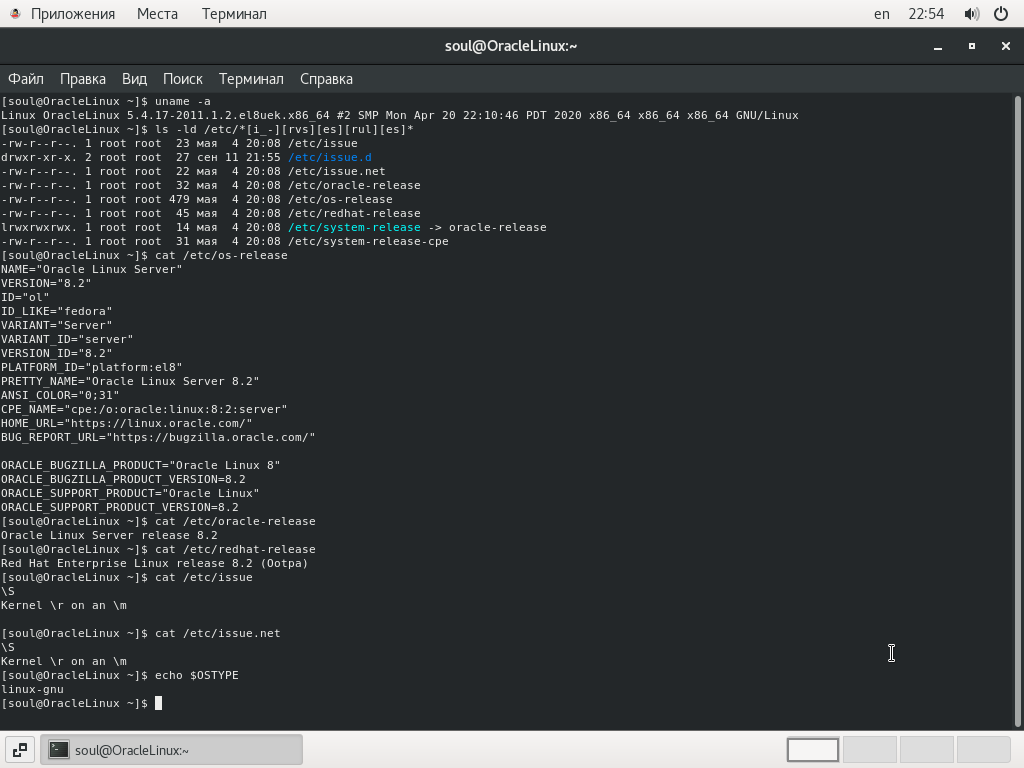 Приложения Места Терминал en 22:54
soul@OracleLinux:~
Файл Правка Вид Поиск Терминал Справка
[soul@OracleLinux ~]$ uname -a
Linux OracleLinux 5.4.17-2011.1.2.el8uek.x86_64 #2 SMP Mon Apr 20 22:10:46 PDT 2020 x86_64 x86_64 x86_64 GNU/Linux
[soul@OracleLinux ~]$ ls -ld /etc/*[i_-][rvs][es][rul][es]*
-rw-r--r--. 1 root root  23 мая  4 20:08 /etc/issue
drwxr-xr-x. 2 root root  27 сен 11 21:55 /etc/issue.d
-rw-r--r--. 1 root root  22 мая  4 20:08 /etc/issue.net
-rw-r--r--. 1 root root  32 мая  4 20:08 /etc/oracle-release
-rw-r--r--. 1 root root 479 мая  4 20:08 /etc/os-release
-rw-r--r--. 1 root root  45 мая  4 20:08 /etc/redhat-release
lrwxrwxrwx. 1 root root  14 мая  4 20:08 /etc/system-release -> oracle-release
-rw-r--r--. 1 root root  31 мая  4 20:08 /etc/system-release-cpe
[soul@OracleLinux ~]$ cat /etc/os-release
NAME="Oracle Linux Server"
VERSION="8.2"
ID="ol"
ID_LIKE="fedora"
VARIANT="Server"
VARIANT_ID="server"
VERSION_ID="8.2"
PLATFORM_ID="platform:el8"
PRETTY_NAME="Oracle Linux Server 8.2"
ANSI_COLOR="0;31"
CPE_NAME="cpe:/o:oracle:linux:8:2:server"
HOME_URL="https://linux.oracle.com/"
BUG_REPORT_URL="https://bugzilla.oracle.com/"

ORACLE_BUGZILLA_PRODUCT="Oracle Linux 8"
ORACLE_BUGZILLA_PRODUCT_VERSION=8.2
ORACLE_SUPPORT_PRODUCT="Oracle Linux"
ORACLE_SUPPORT_PRODUCT_VERSION=8.2
[soul@OracleLinux ~]$ cat /etc/oracle-release
Oracle Linux Server release 8.2
[soul@OracleLinux ~]$ cat /etc/redhat-release
Red Hat Enterprise Linux release 8.2 (Ootpa)
[soul@OracleLinux ~]$ cat /etc/issue
\S
Kernel \r on an \m

[soul@OracleLinux ~]$ cat /etc/issue.net
\S
Kernel \r on an \m
[soul@OracleLinux ~]$ echo $OSTYPE
linux-gnu
[soul@OracleLinux ~]$
soul@OracleLinux:~